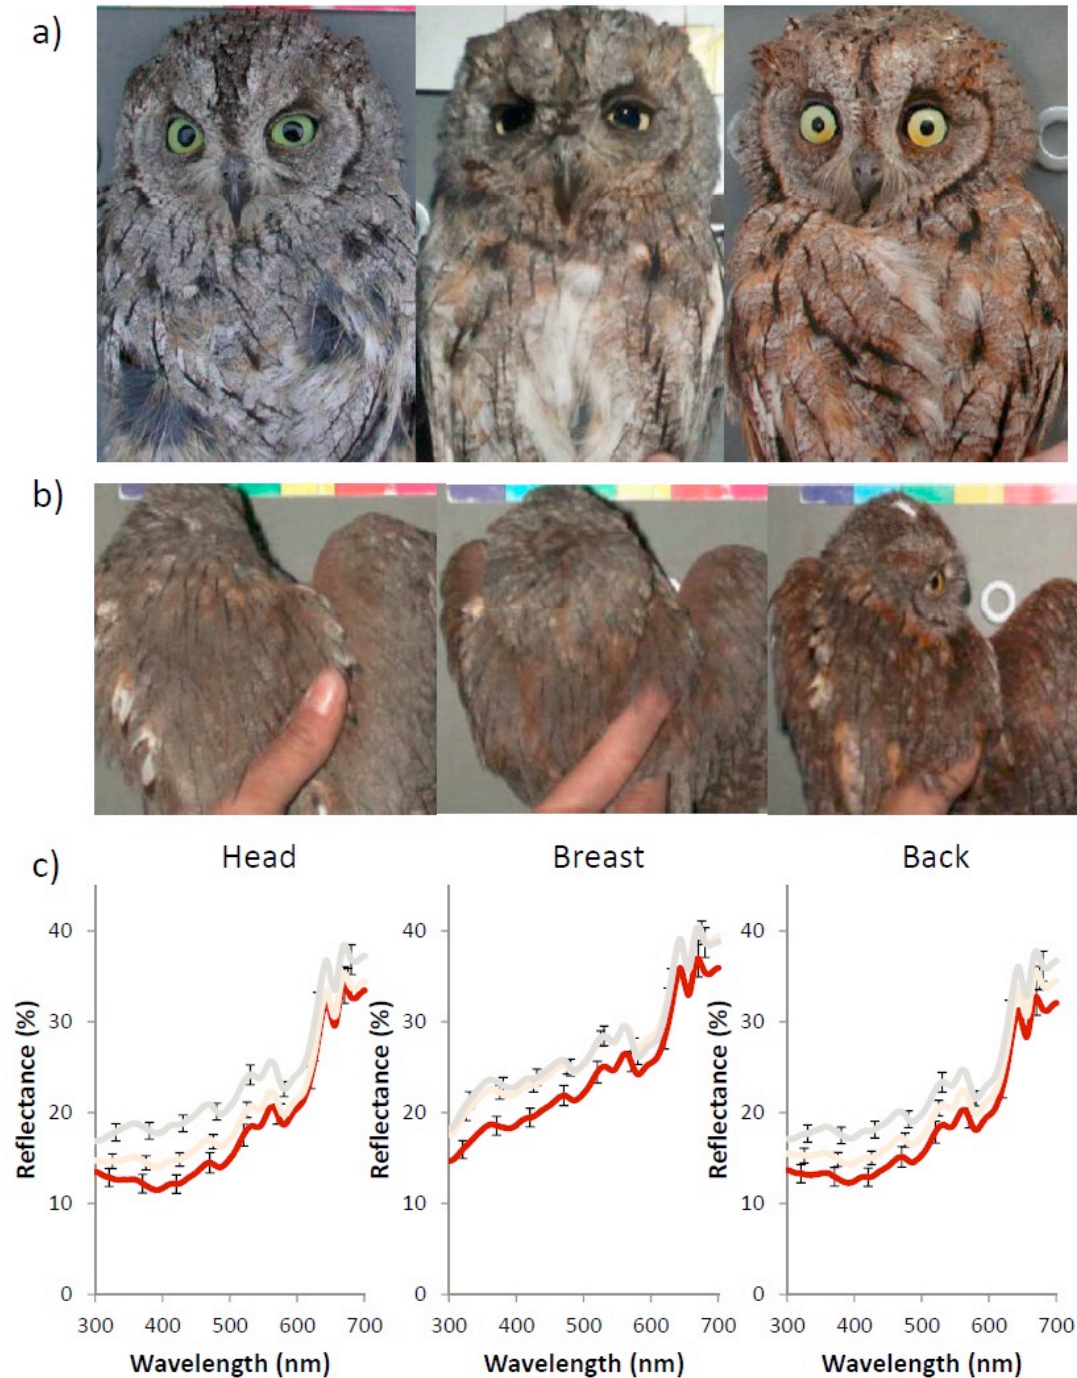 a)
b)
c)
Head Breast Back
40 40 40
30 30 30
20 20 20
10 10 10
0 0 0
Reflectance (%) Reflectance (%) Reflectance (%)
300 400 500 600 700 300 400 500 600 700 300 400 500 600 700
Wavelength (nm) Wavelength (nm) Wavelength (nm)